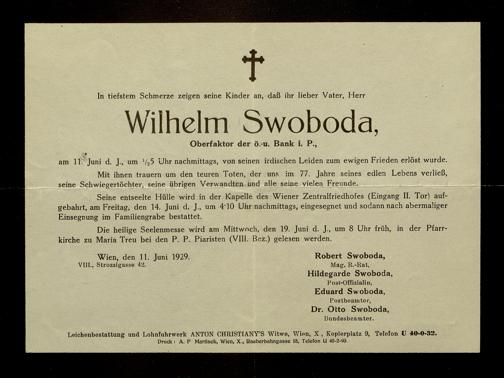 In tiefstem Schmerze zeigen seine Kinder an, daß ihr lieber Vater, Herr
Wilhelm Swoboda,
Oberfaktor der ö.-u. Bank i. P.,
am 11. Juni d. J., um ½5 Uhr nachmittags, von seinen irdischen Leiden zum ewigen Frieden erlöst wurde.
Mit ihnen trauern um den teuren Toten, der uns im 77. Jahre seines edlen Lebens verließ,
seine Schwiegertöchter, seine übrigen Verwandten und alle seine vielen Freunde.
Seine entseelte Hülle wird in der Kapelle des Wiener Zentralfriedhofes (Eingang II. Tor) auf-
gebahrt, am Freitag, den 14. Juni d. J., um 4·10 Uhr nachmittags, eingesegnet und sodann nach abermaliger
Einsegnung im Familiengrabe bestattet.
Die heilige Seelenmesse wird am Mittwoch, den 19. Juni d. J., um 8 Uhr früh, in der Pfarr-
kirche zu Maria Treu bei den P. P. Piaristen (VIII. Bez.) gelesen werden.
Wien, den 11. Juni 1929.
VIII., Strozzigasse 42.
Robert Swoboda,
Mag. R.-Rat,
Hildegarde Swoboda,
Post-Offizialin,
Eduard Swoboda,
Postbeamter,
Dr. Otto Swoboda,
Bundesbeamter.
Leichenbestattung und Lohnfuhrwerk ANTON CHRISTIANY'S Witwe, Wien, X., Keplerplatz 9, Telefon U 40-0-32.
Druck: A. P. Wien, X., Telefon U